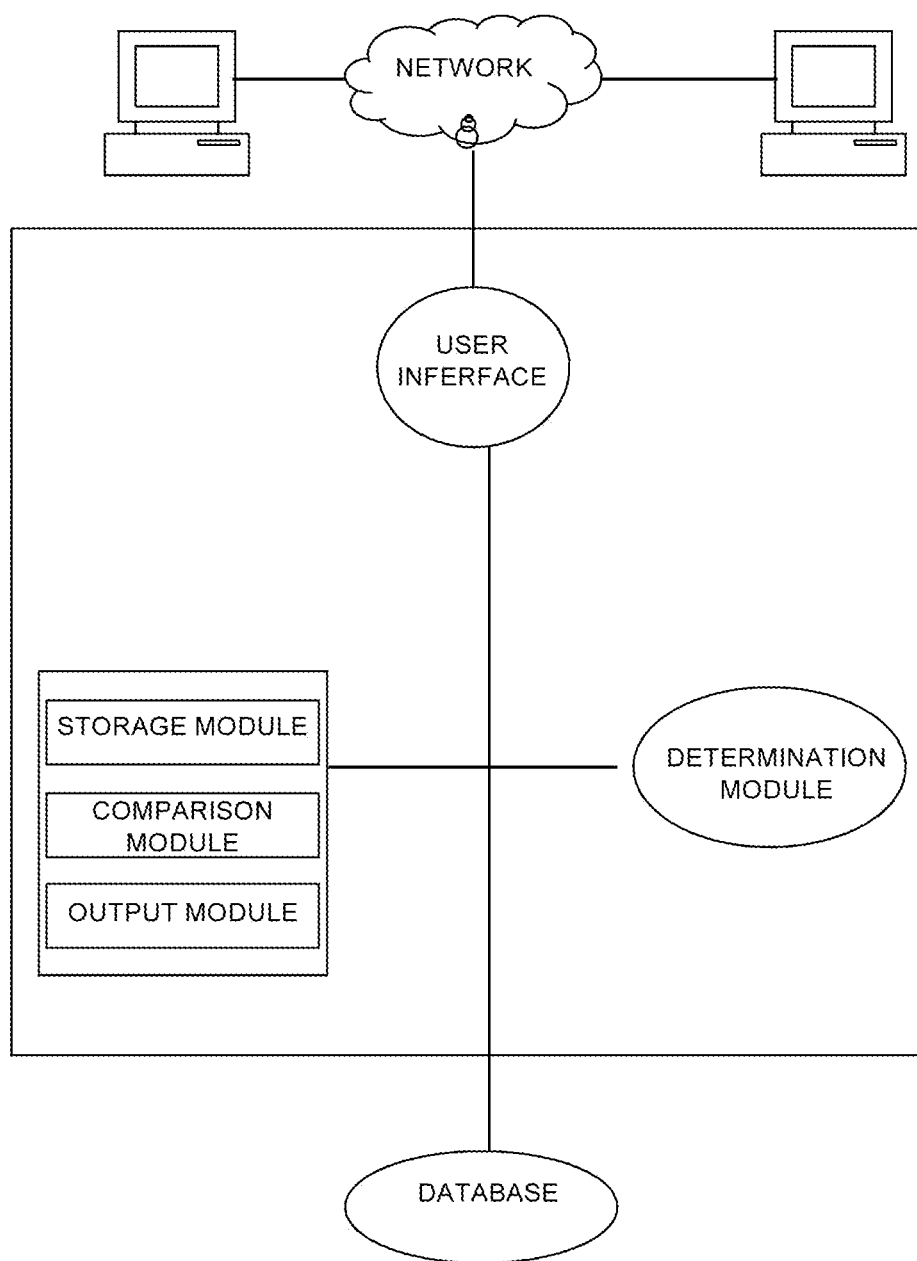 NETWORK
USER
INFERFACE
STORAGE MODULE
COMPARISON
MODULE
OUTPUT MODULE
DETERMINATION
MODULE
DATABASE